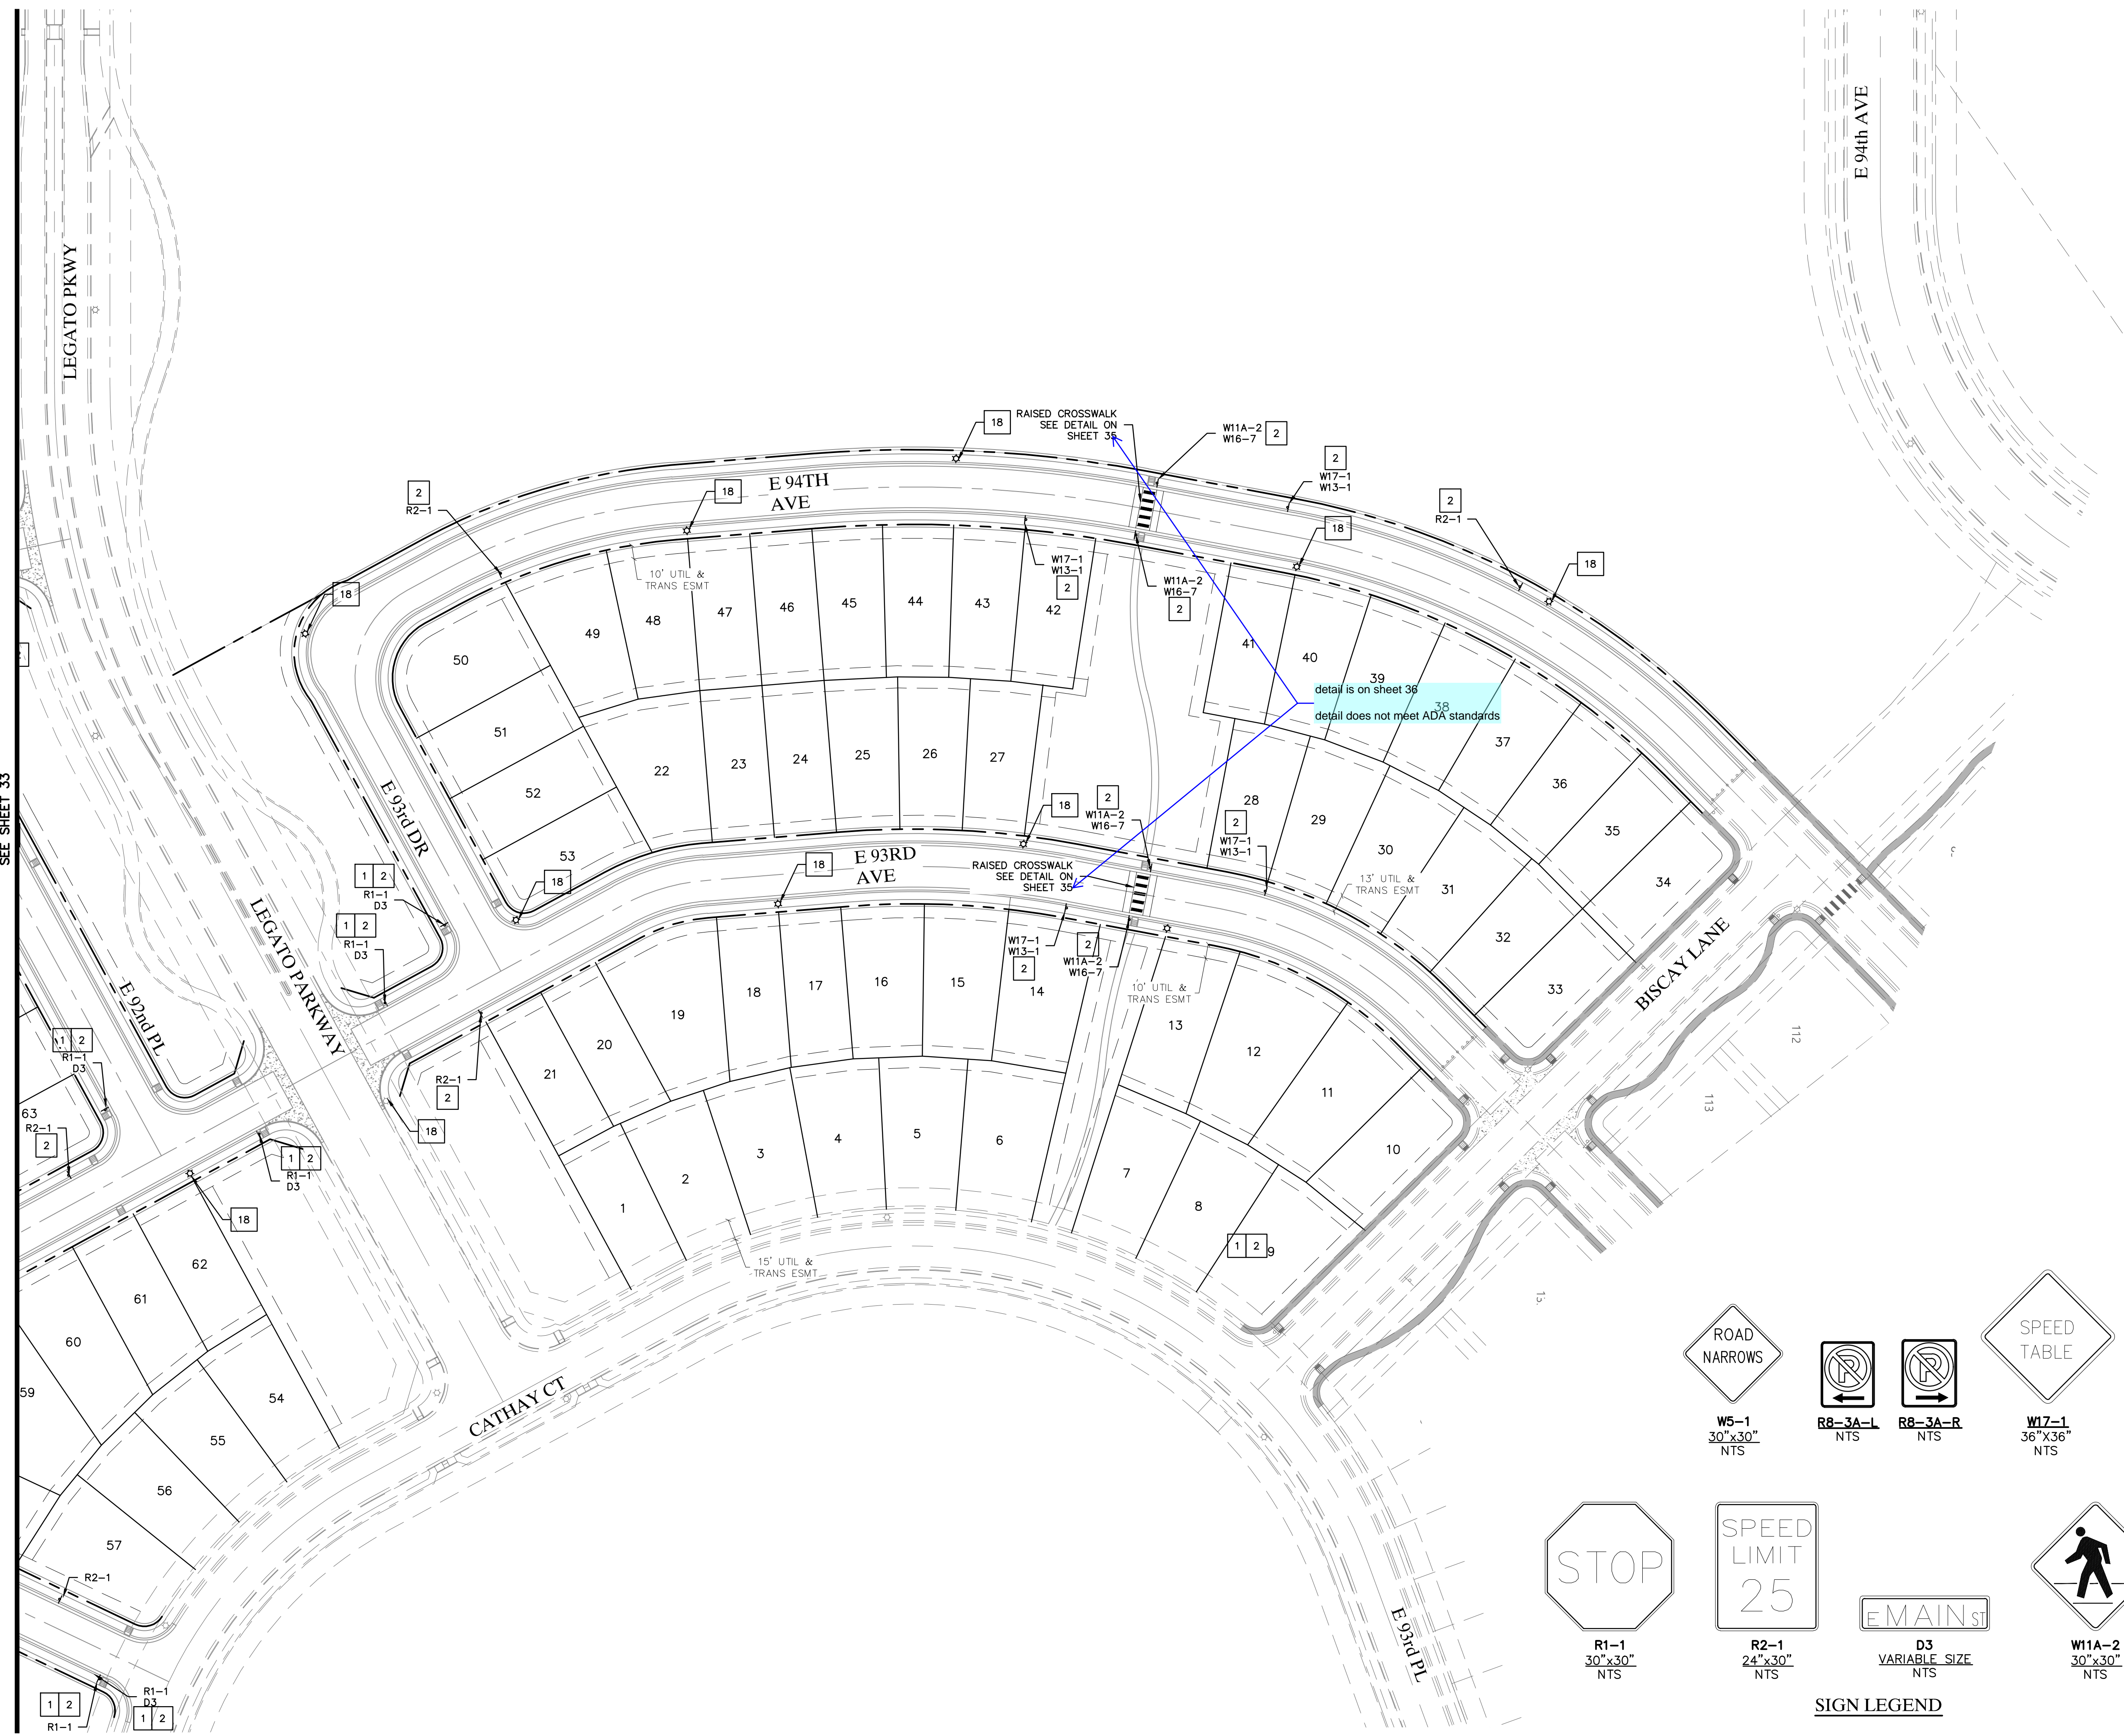 LEGATO PKWY
E 94th AVE
SEE SHEET 33
18
RAISED CROSSWALK
SEE DETAIL ON
SHEET 35
W11A-2
W16-7
2
2
W17-1
W13-1
2
R2-1
18
2
R2-1
18
E 94TH
AVE
18
18
10' UTIL &
TRANS ESMT
W17-1
W13-1
2
W11A-2
W16-7
2
50
49
48
47
46
45
44
43
42
41
40
39
38
37
36
35
34
detail is on sheet 36
detail does not meet ADA standards
51
52
53
22
23
24
25
26
27
28
29
30
31
32
33
E 93rd DR
18
2
W11A-2
W16-7
2
W17-1
W13-1
18
E 93RD
AVE
RAISED CROSSWALK
SEE DETAIL ON
SHEET 35
13' UTIL &
TRANS ESMT
18
1 2
R1-1
D3
1 2
R1-1
D3
LEGATO PARKWAY
E 92nd PL
W17-1
W13-1
2
2
W11A-2
W16-7
10' UTIL &
TRANS ESMT
BISCAY LANE
21
20
19
18
17
16
15
14
13
12
11
10
112
113
1 2
R1-1
D3
63
R2-1
2
R2-1
2
18
1 2
R1-1
D3
18
1
2
3
4
5
6
7
8
1 2
9
15' UTIL &
TRANS ESMT
62
61
60
59
54
55
56
57
CATHAY CT
E 93rd PL
R2-1
1 2
R1-1
R1-1
D3
1 2
ROAD
NARROWS
W5-1
30"x30"
NTS
P
R8-3A-L
NTS
P
R8-3A-R
NTS
SPEED
TABLE
W17-1
36"X36"
NTS
STOP
R1-1
30"x30"
NTS
SPEED
LIMIT
25
R2-1
24"x30"
NTS
E MAIN ST
D3
VARIABLE SIZE
NTS
W11A-2
30"x30"
NTS
SIGN LEGEND